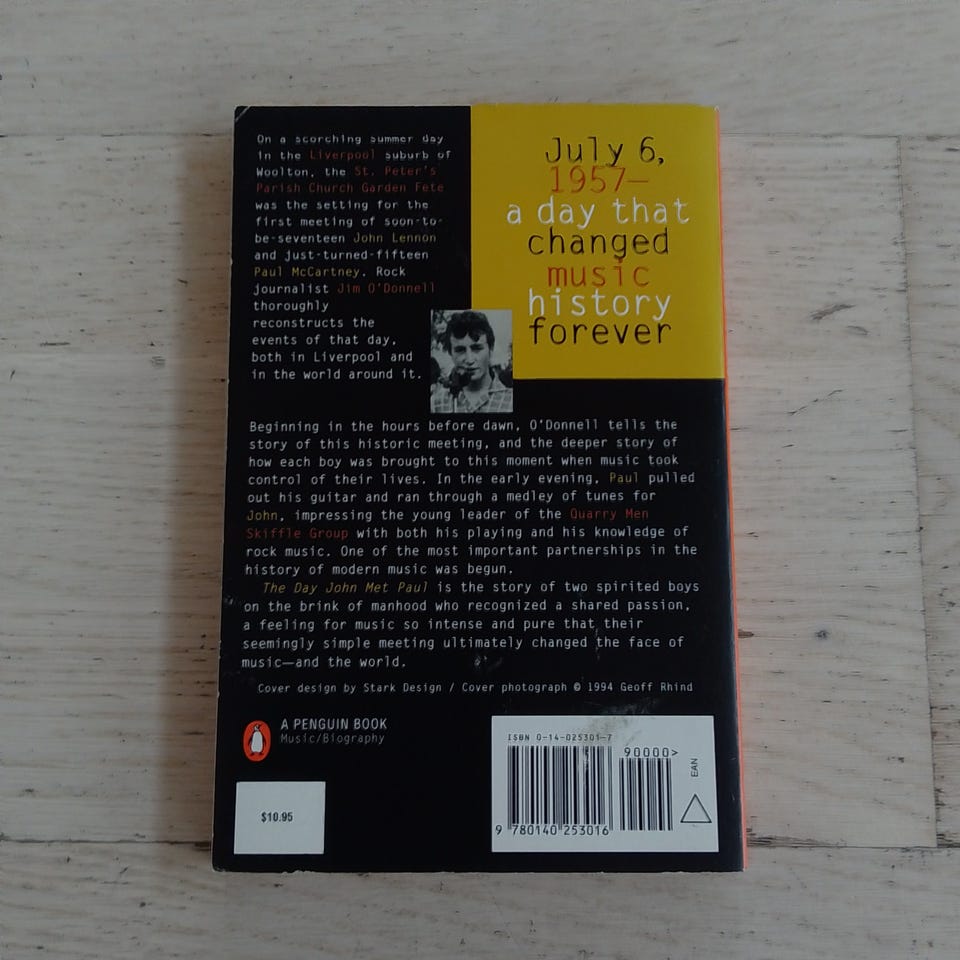 On a scorching summer day
in the Liverpool suburb of
Woolton, the St. Peter's
Parish Church Garden Fete
was the setting for the
first meeting of soon-to-
be-seventeen John Lennon
and just-turned-fifteen
Paul McCartney. Rock
journalist Jim O'Donnell
thoroughly
reconstructs the
events of that day,
both in Liverpool and
in the world around it.
July 6,
1957—
a day that
changed
music
history
forever
Beginning in the hours before dawn, O'Donnell tells the
story of this historic meeting, and the deeper story of
how each boy was brought to this moment when music took
control of their lives. In the early evening, Paul pulled
out his guitar and ran through a medley of tunes for
John, impressing the young leader of the Quarry Men
Skiffle Group with both his playing and his knowledge of
rock music. One of the most important partnerships in the
history of modern music was begun.
The Day John Met Paul is the story of two spirited boys
on the brink of manhood who recognized a shared passion,
a feeling for music so intense and pure that their
seemingly simple meeting ultimately changed the face of
music—and the world.
Cover design by Stark Design / Cover photograph © 1994 Geoff Rhind
A PENGUIN BOOK
Music/Biography
$10.95
ISBN 0-14-025301-7
90000>
EAN
9 780140 253016